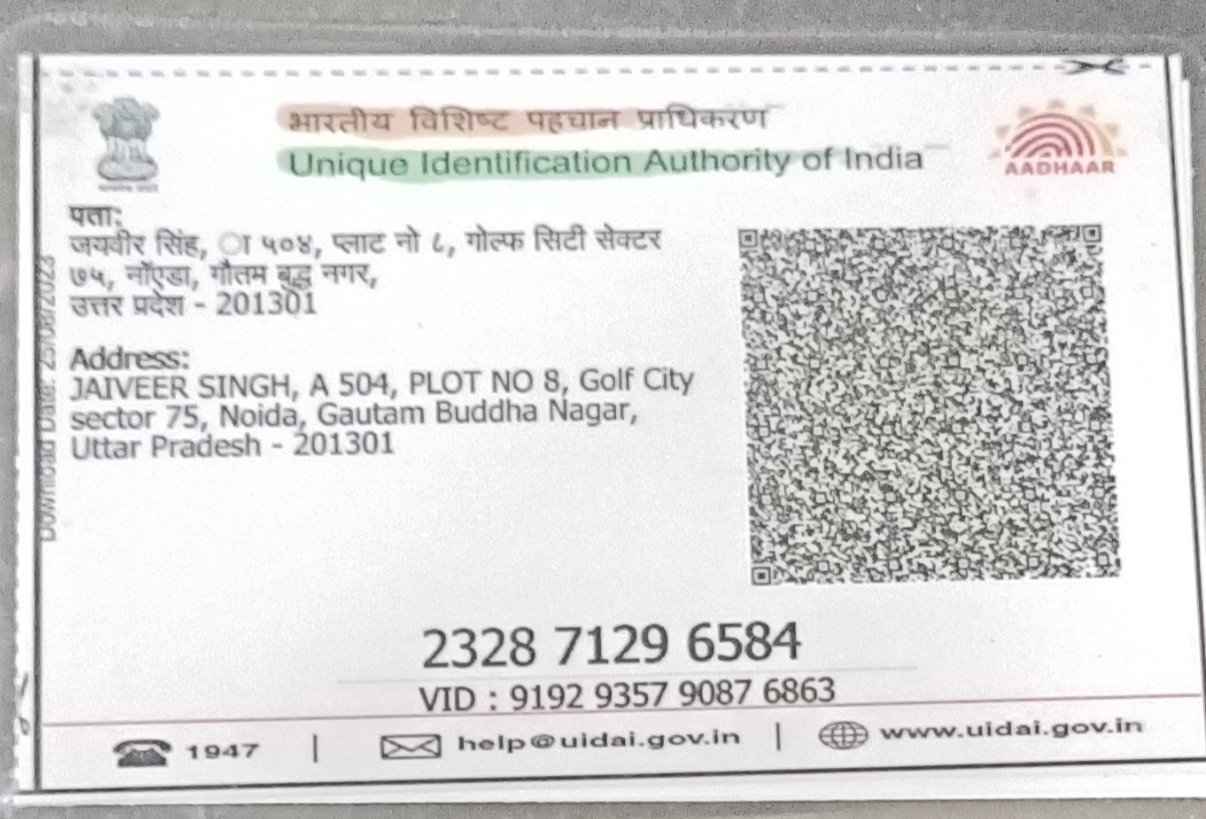 भारतीय विशिष्ट पहचान प्राधिकरण
Unique Identification Authority of India
AADHAAR
पता:
जयवीर सिंह, ा ५०४, प्लाट नो ८, गोल्फ सिटी सेक्टर
७५, नॉएडा, गौतम बुद्ध नगर,
उत्तर प्रदेश - 201301
Address:
JAIVEER SINGH, A 504, PLOT NO 8, Golf City
sector 75, Noida, Gautam Buddha Nagar,
Uttar Pradesh - 201301
Download Date: 25/08/2023
2328 7129 6584
VID : 9192 9357 9087 6863
1947 | help@uidai.gov.in | www.uidai.gov.in